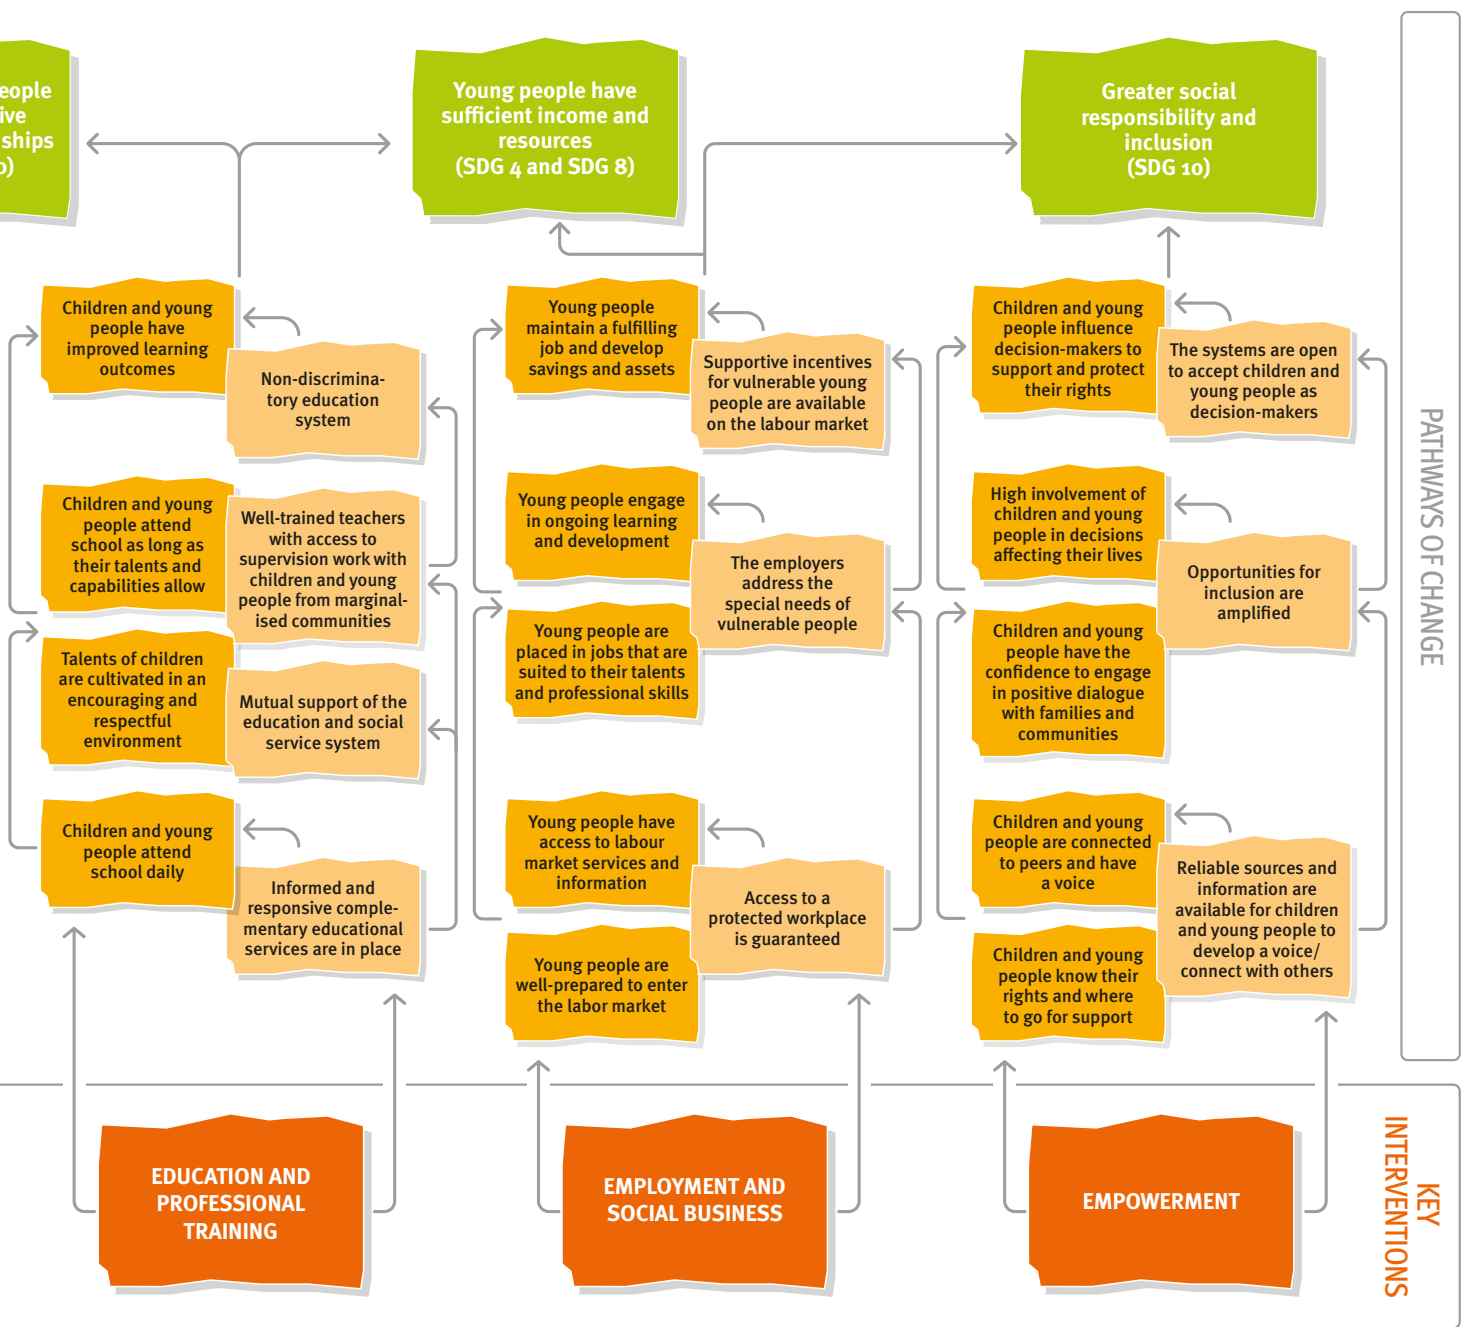 Young people have
sufficient income and
resources
(SDG 4 and SDG 8)
Greater social
responsibility and
inclusion
(SDG 10)
Children and young
people have
improved learning
outcomes
Non-discrimina-
tory education
system
Children and young
people attend
school as long as
their talents and
capabilities allow
Well-trained teachers
with access to
supervision work with
children and young
people from marginal-
ised communities
Talents of children
are cultivated in an
encouraging and
respectful
environment
Mutual support of the
education and social
service system
Children and young
people attend
school daily
Informed and
responsive comple-
mentary educational
services are in place
Young people
maintain a fulfilling
job and develop
savings and assets
Supportive incentives
for vulnerable young
people are available
on the labour market
Young people engage
in ongoing learning
and development
The employers
address the
special needs of
vulnerable people
Young people are
placed in jobs that are
suited to their talents
and professional skills
Young people have
access to labour
market services and
information
Access to a
protected workplace
is guaranteed
Young people are
well-prepared to enter
the labor market
Children and young
people influence
decision-makers to
support and protect
their rights
The systems are open
to accept children and
young people as
decision-makers
High involvement of
children and young
people in decisions
affecting their lives
Opportunities for
inclusion are
amplified
Children and young
people have the
confidence to engage
in positive dialogue
with families and
communities
Children and young
people are connected
to peers and have
a voice
Reliable sources and
information are
available for children
and young people to
develop a voice/
connect with others
Children and young
people know their
rights and where
to go for support
PATHWAYS OF CHANGE
EDUCATION AND
PROFESSIONAL
TRAINING
EMPLOYMENT AND
SOCIAL BUSINESS
EMPOWERMENT
KEY
INTERVENTIONS